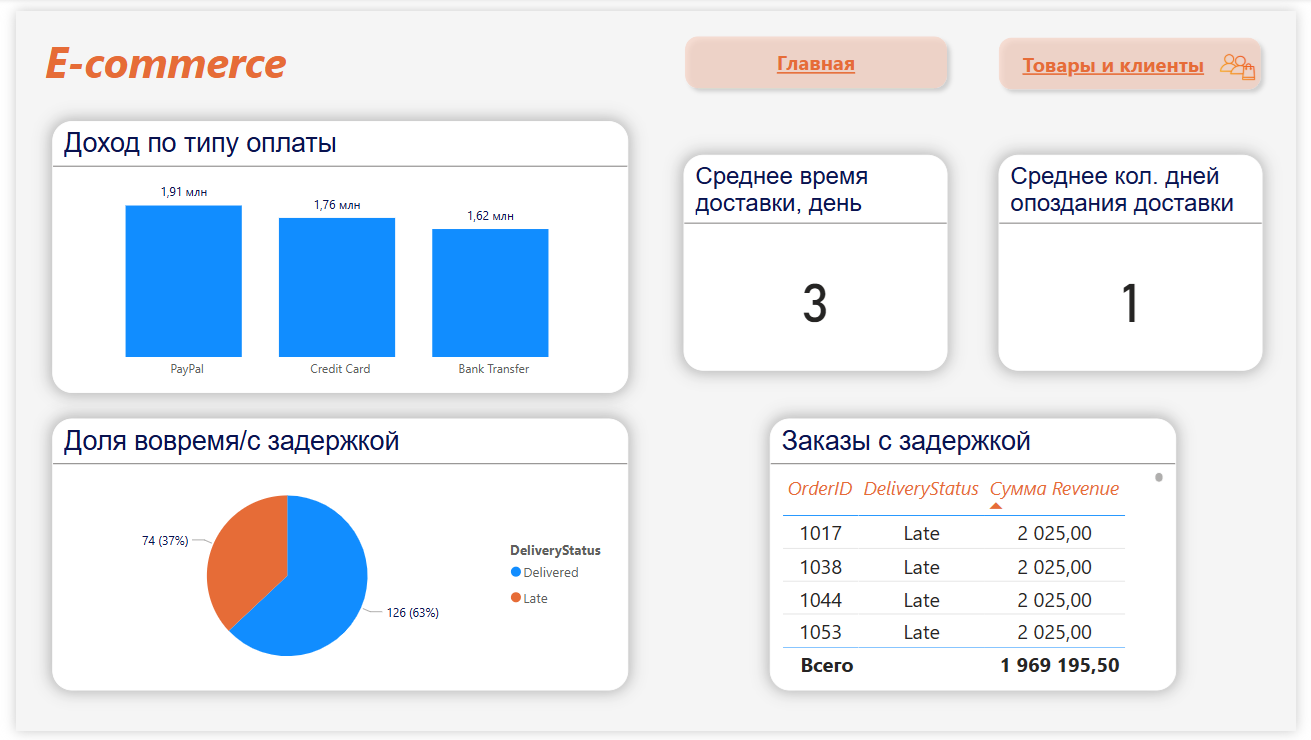 E-commerce
Главная
Товары и клиенты
Доход по типу оплаты
1,91 млн
1,76 млн
1,62 млн
PayPal
Credit Card
Bank Transfer
Среднее время
доставки, день
3
Среднее кол. дней
опоздания доставки
1
Доля вовремя/с задержкой
74 (37%)
126 (63%)
DeliveryStatus
Delivered
Late
Заказы с задержкой
OrderID DeliveryStatus Сумма Revenue
1017 Late 2 025,00
1038 Late 2 025,00
1044 Late 2 025,00
1053 Late 2 025,00
Всего 1 969 195,50